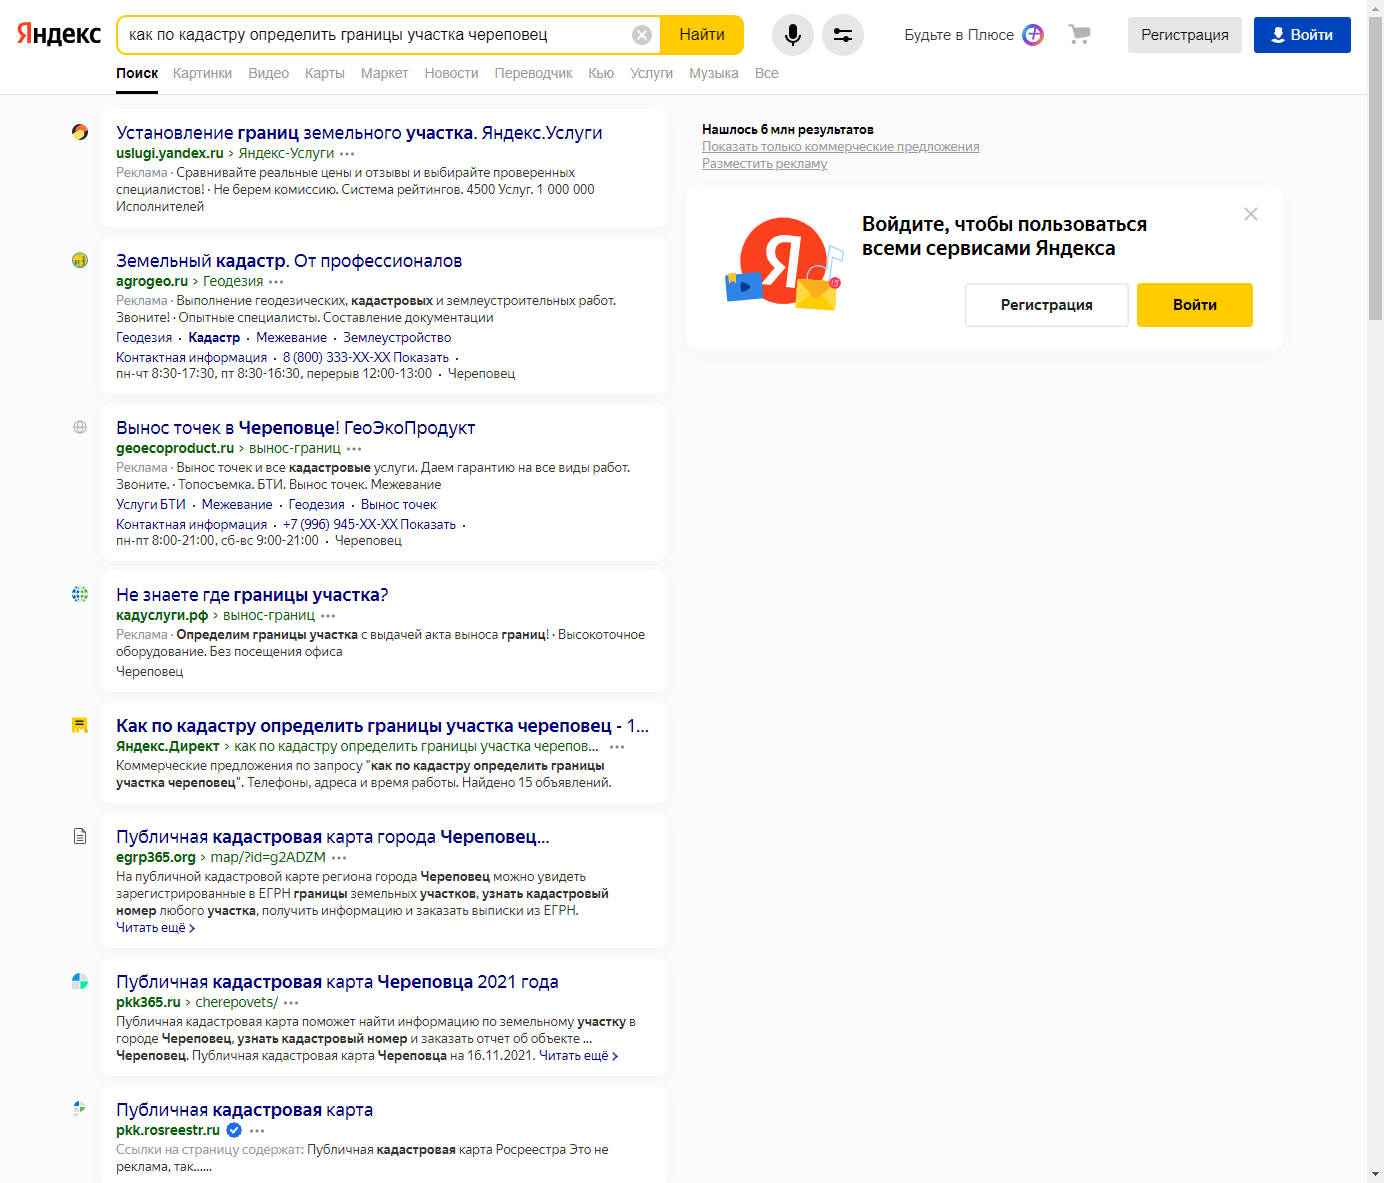 Яндекс
как по кадастру определить границы участка череповец
Найти
Будьте в Плюсе
Регистрация
Войти
Поиск Картинки Видео Карты Маркет Новости Переводчик Кью Услуги Музыка Все
Установление границ земельного участка. Яндекс.Услуги
uslugi.yandex.ru › Яндекс-Услуги
Реклама · Сравнивайте реальные цены и отзывы и выбирайте проверенных
специалистов! · Не берем комиссию. Система рейтингов. 4500 Услуг. 1 000 000
Исполнителей
Земельный кадастр. От профессионалов
agrogeo.ru › Геодезия
Реклама · Выполнение геодезических, кадастровых и землеустроительных работ.
Звоните! · Опытные специалисты. Составление документации
Геодезия · Кадастр · Межевание · Землеустройство
Контактная информация · 8 (800) 333-XX-XX Показать ·
пн-чт 8:30-17:30, пт 8:30-16:30, перерыв 12:00-13:00 · Череповец
Вынос точек в Череповце! ГеоЭкоПродукт
geoecoproduct.ru › вынос-границ
Реклама · Вынос точек и все кадастровые услуги. Даем гарантию на все виды работ.
Звоните. · Топосъемка. БТИ. Вынос точек. Межевание
Услуги БТИ · Межевание · Геодезия · Вынос точек
Контактная информация · +7 (996) 945-XX-XX Показать ·
пн-пт 8:00-21:00, сб-вс 9:00-21:00 · Череповец
Не знаете где границы участка?
кадуслуги.рф › вынос-границ
Реклама · Определим границы участка с выдачей акта выноса границ! · Высокоточное
оборудование. Без посещения офиса
Череповец
Как по кадастру определить границы участка череповец - 1...
Яндекс.Директ › как по кадастру определить границы участка черепов...
Коммерческие предложения по запросу "как по кадастру определить границы
участка череповец". Телефоны, адреса и время работы. Найдено 15 объявлений.
Публичная кадастровая карта города Череповец...
egrp365.org › map/?id=g2ADZM
На публичной кадастровой карте региона города Череповец можно увидеть
зарегистрированные в ЕГРН границы земельных участков, узнать кадастровый
номер любого участка, получить информацию и заказать выписки из ЕГРН.
Читать ещё ›
Публичная кадастровая карта Череповца 2021 года
pkk365.ru › cherepovets/
Публичная кадастровая карта поможет найти информацию по земельному участку в
городе Череповец, узнать кадастровый номер и заказать отчет об объекте ...
Череповец. Публичная кадастровая карта Череповца на 16.11.2021. Читать ещё ›
Публичная кадастровая карта
pkk.rosreestr.ru
Ссылки на страницу содержат: Публичная кадастровая карта Росреестра Это не
реклама, так......
Нашлось 6 млн результатов
Показать только коммерческие предложения
Разместить рекламу
Я
15
Войдите, чтобы пользоваться
всеми сервисами Яндекса
Регистрация
Войти